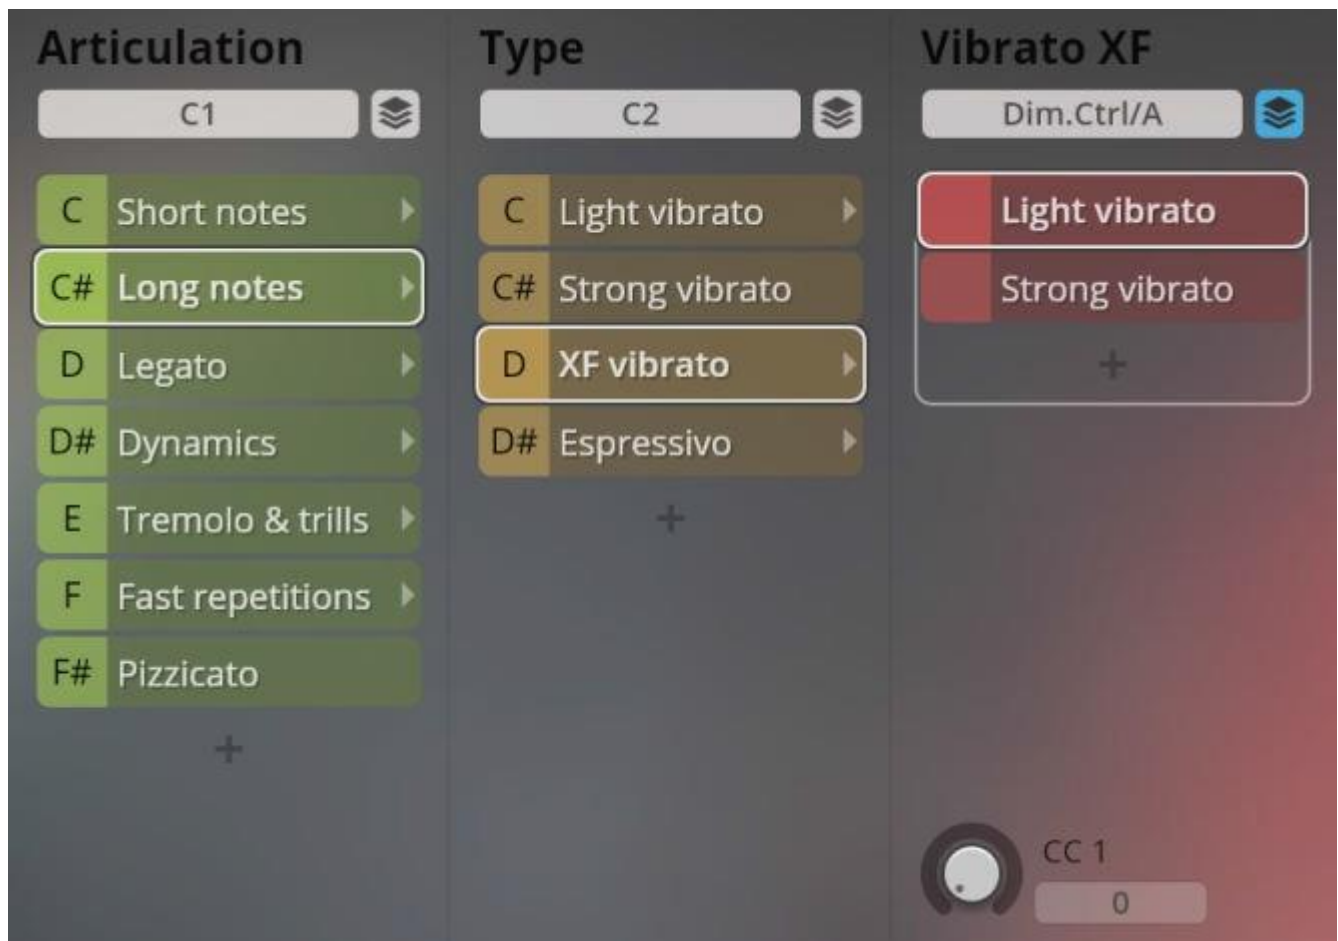 Articulation
C1
C Short notes
C# Long notes
D Legato
D# Dynamics
E Tremolo & trills
F Fast repetitions
F# Pizzicato
+
Type
C2
C Light vibrato
C# Strong vibrato
D XF vibrato
D# Espressivo
+
Vibrato XF
Dim.Ctrl/A
Light vibrato
Strong vibrato
+
CC 1
0